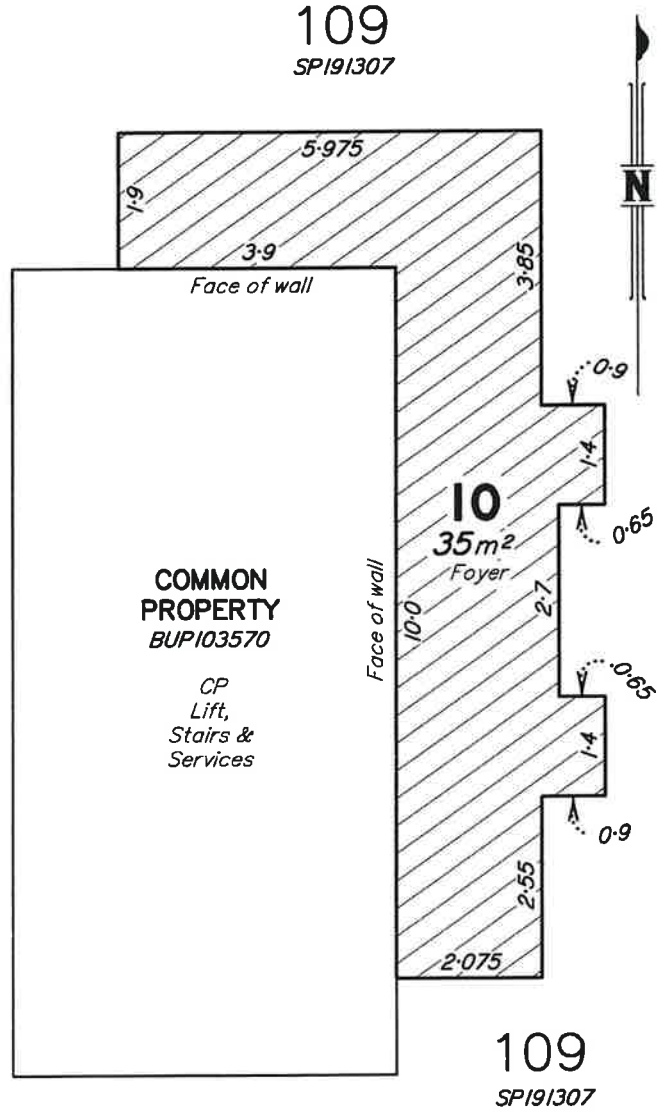 109
SP191307
N
5·975
1·9
3·9
Face of wall
3·85
0·9
1·4
0·65
10
35m²
Foyer
2·7
Face of wall
10·0
COMMON
PROPERTY
BUP103570
CP
Lift,
Stairs &
Services
0·65
1·4
0·9
2·55
2·075
109
SP191307